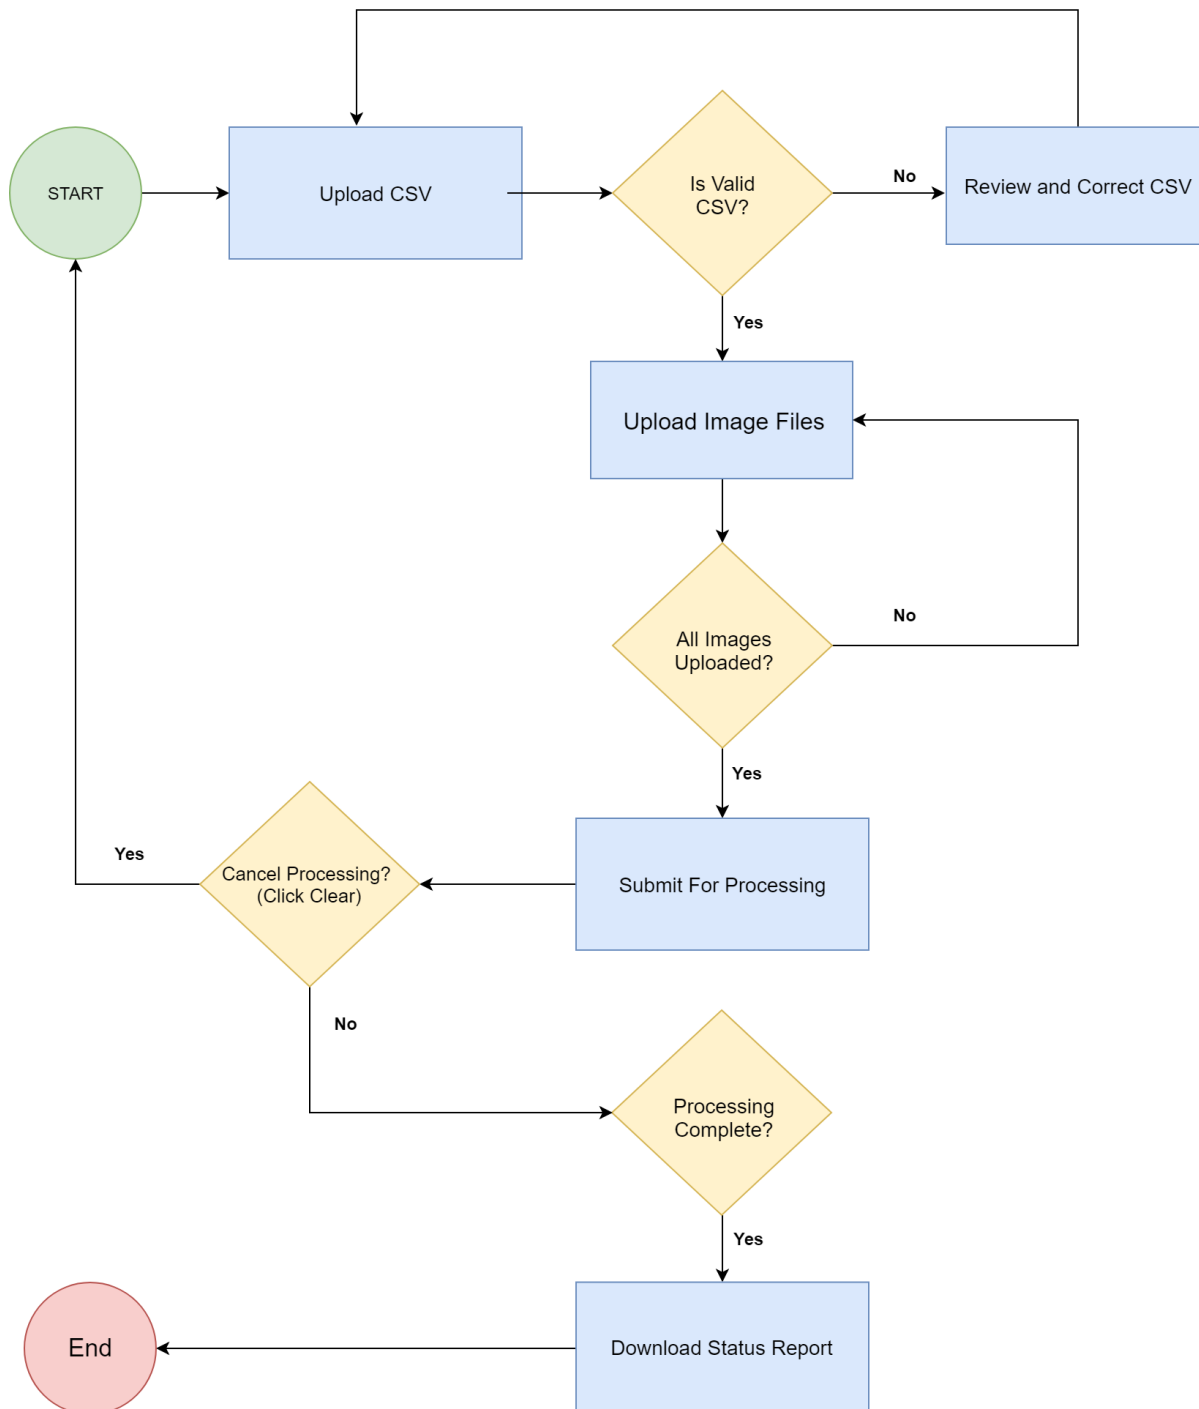 START
Upload CSV
Is Valid
CSV?
No
Review and Correct CSV
Yes
Upload Image Files
All Images
Uploaded?
No
Yes
Submit For Processing
Cancel Processing?
(Click Clear)
Yes
No
Processing
Complete?
Yes
Download Status Report
End